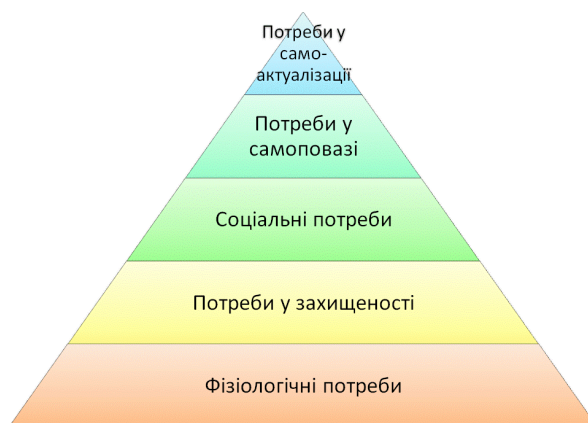 Потреби у
само-
актуалізації
Потреби у
самоповазі
Соціальні потреби
Потреби у захищеності
Фізіологічні потреби